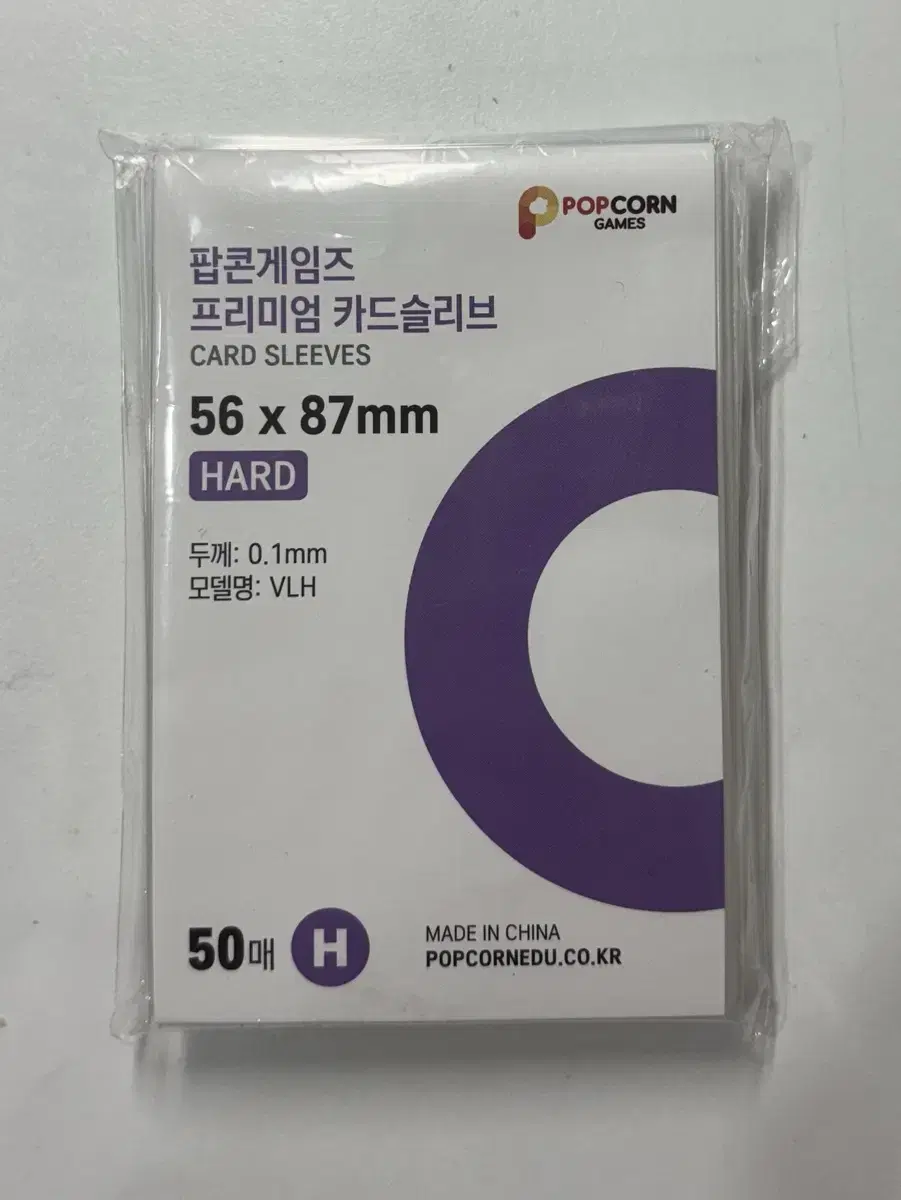 POPCORN
GAMES
팝콘게임즈
프리미엄 카드슬리브
CARD SLEEVES
56 x 87mm
HARD
두께: 0.1mm
모델명: VLH
50매 H
MADE IN CHINA
POPCORNEDU.CO.KR